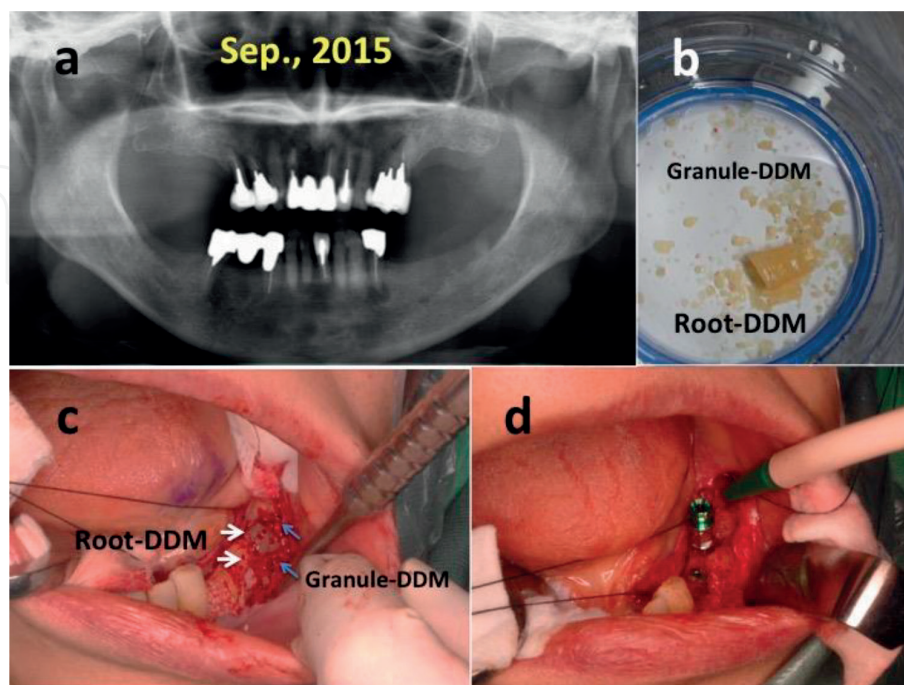 a
Sep., 2015
b
Granule-DDM
Root-DDM
c
Root-DDM
Granule-DDM
d